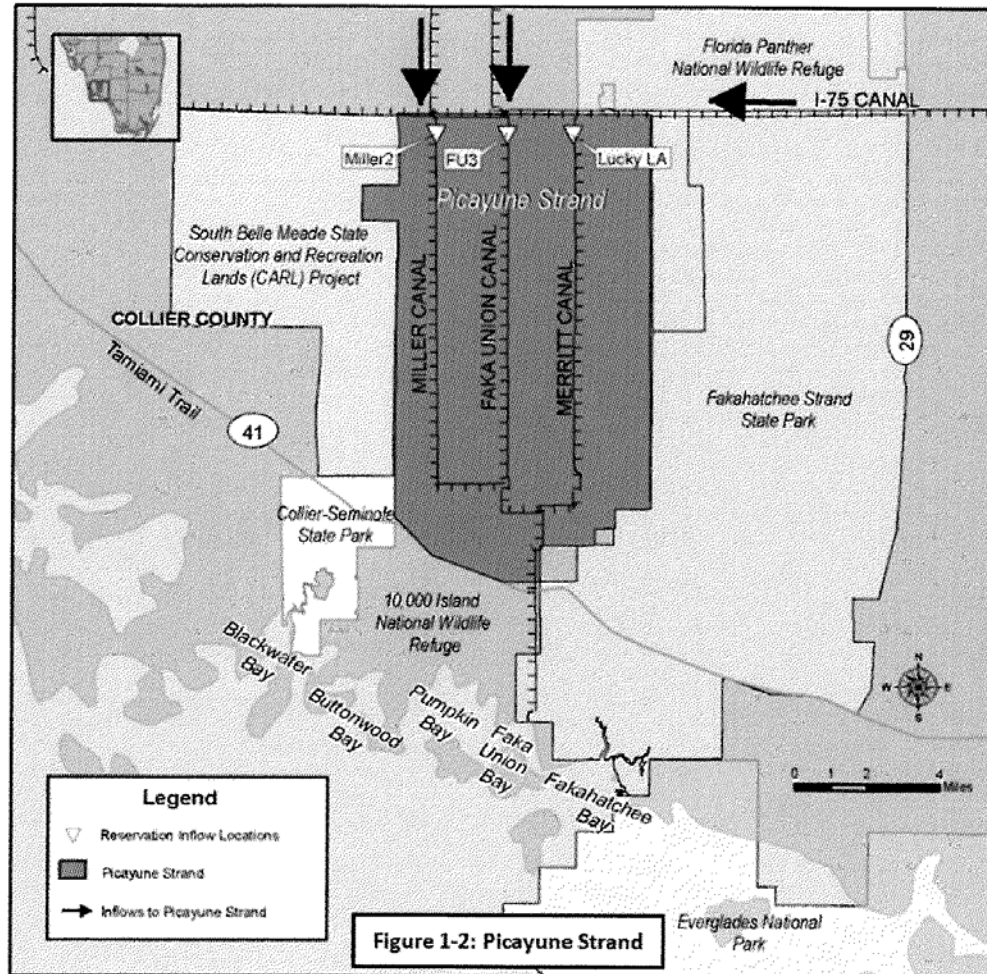 Florida Panther
National Wildlife Refuge
I-75 CANAL
Miller2
FU3
Lucky LA
Picayune Strand
South Belle Meade State
Conservation and Recreation
Lands (CARL) Project
MILLER CANAL
FAKA UNION CANAL
MERRITT CANAL
COLLIER COUNTY
29
Tamiami Trail
Fakahatchee Strand
State Park
41
Collier-Seminole
State Park
10,000 Island
National Wildlife
Refuge
Blackwater
Bay
Buttonwood
Bay
Pumpkin
Bay
Faka
Union
Bay
Fakahatchee
Bay
N
W
E
S
0 1 2 4
Miles
Legend
Reservation Inflow Locations
Picayune Strand
Inflows to Picayune Strand
Figure 1-2: Picayune Strand
Everglades National
Park